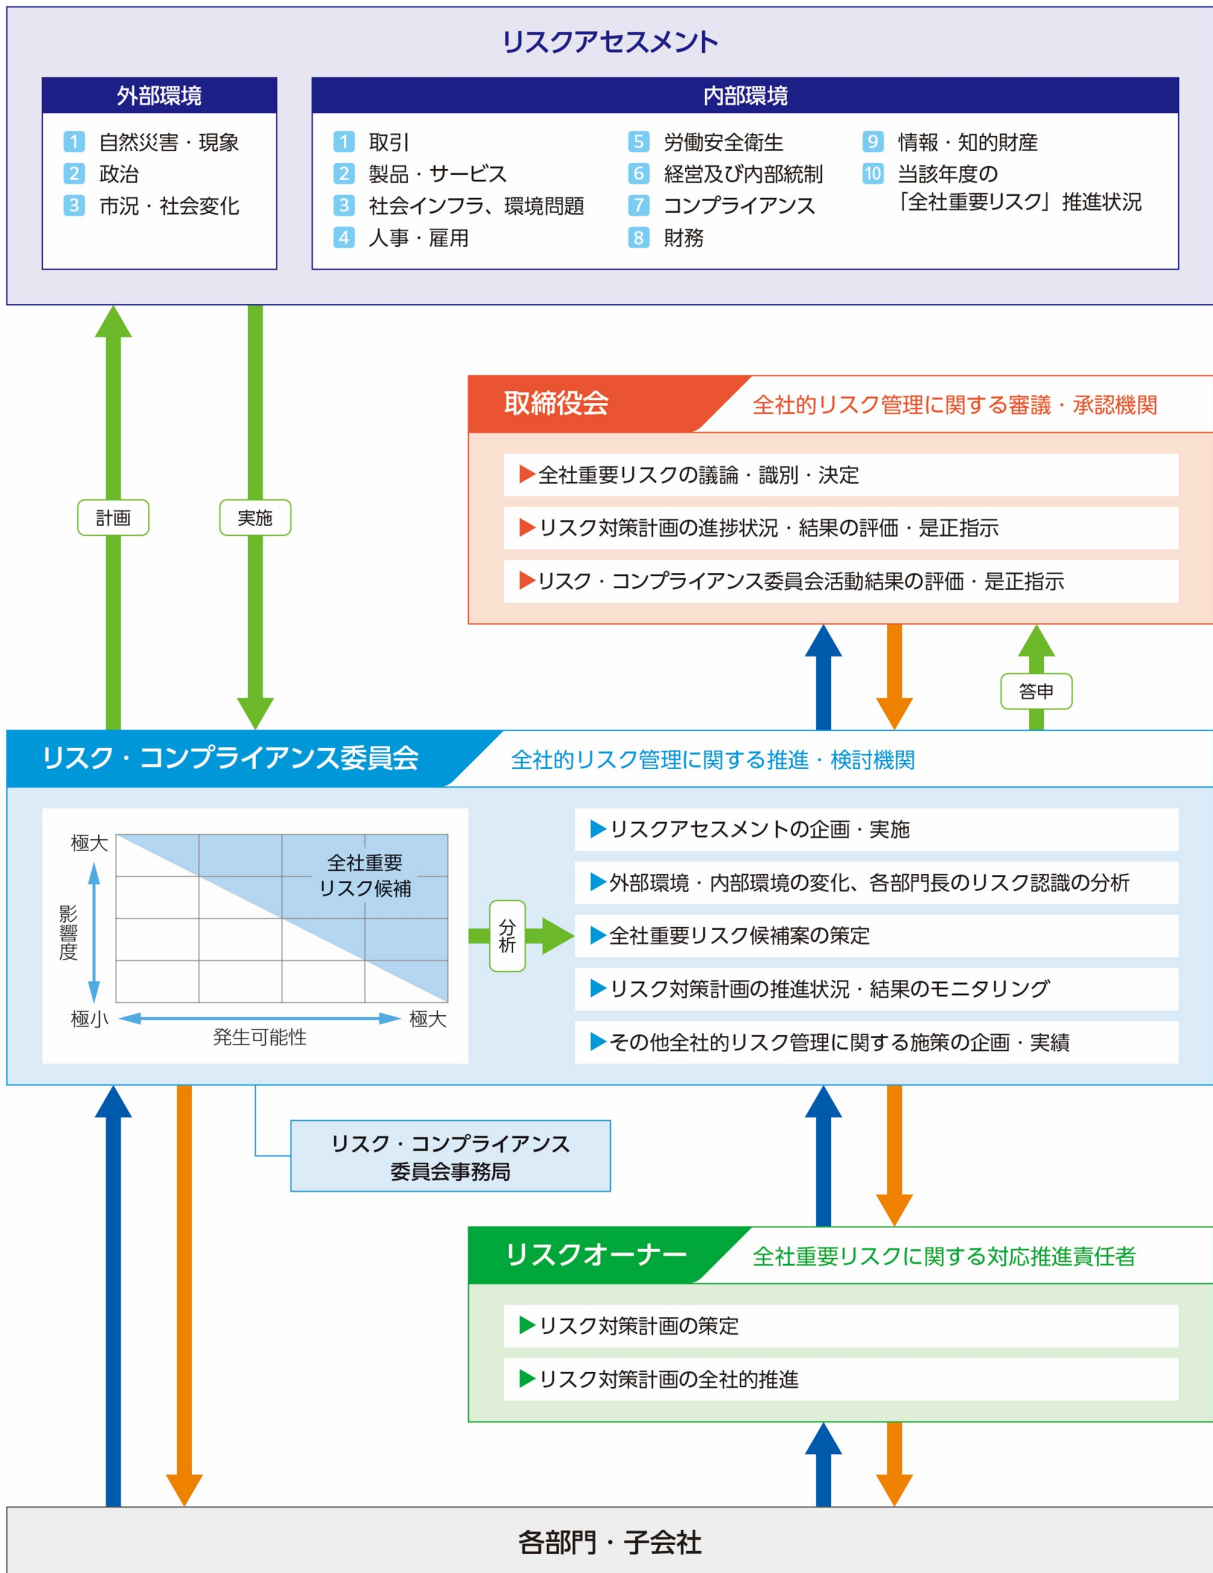 リスクアセスメント
外部環境
1 自然災害・現象
2 政治
3 市況・社会変化
内部環境
1 取引
2 製品・サービス
3 社会インフラ、環境問題
4 人事・雇用
5 労働安全衛生
6 経営及び内部統制
7 コンプライアンス
8 財務
9 情報・知的財産
10 当該年度の
「全社重要リスク」推進状況
計画
実施
取締役会
全社的リスク管理に関する審議・承認機関
▶全社重要リスクの議論・識別・決定
▶リスク対策計画の進捗状況・結果の評価・是正指示
▶リスク・コンプライアンス委員会活動結果の評価・是正指示
答申
リスク・コンプライアンス委員会
全社的リスク管理に関する推進・検討機関
極大
影響度
極小
発生可能性
極大
全社重要
リスク候補
分析
▶リスクアセスメントの企画・実施
▶外部環境・内部環境の変化、各部門長のリスク認識の分析
▶全社重要リスク候補案の策定
▶リスク対策計画の推進状況・結果のモニタリング
▶その他全社的リスク管理に関する施策の企画・実績
リスク・コンプライアンス
委員会事務局
リスクオーナー
全社重要リスクに関する対応推進責任者
▶リスク対策計画の策定
▶リスク対策計画の全社的推進
各部門・子会社